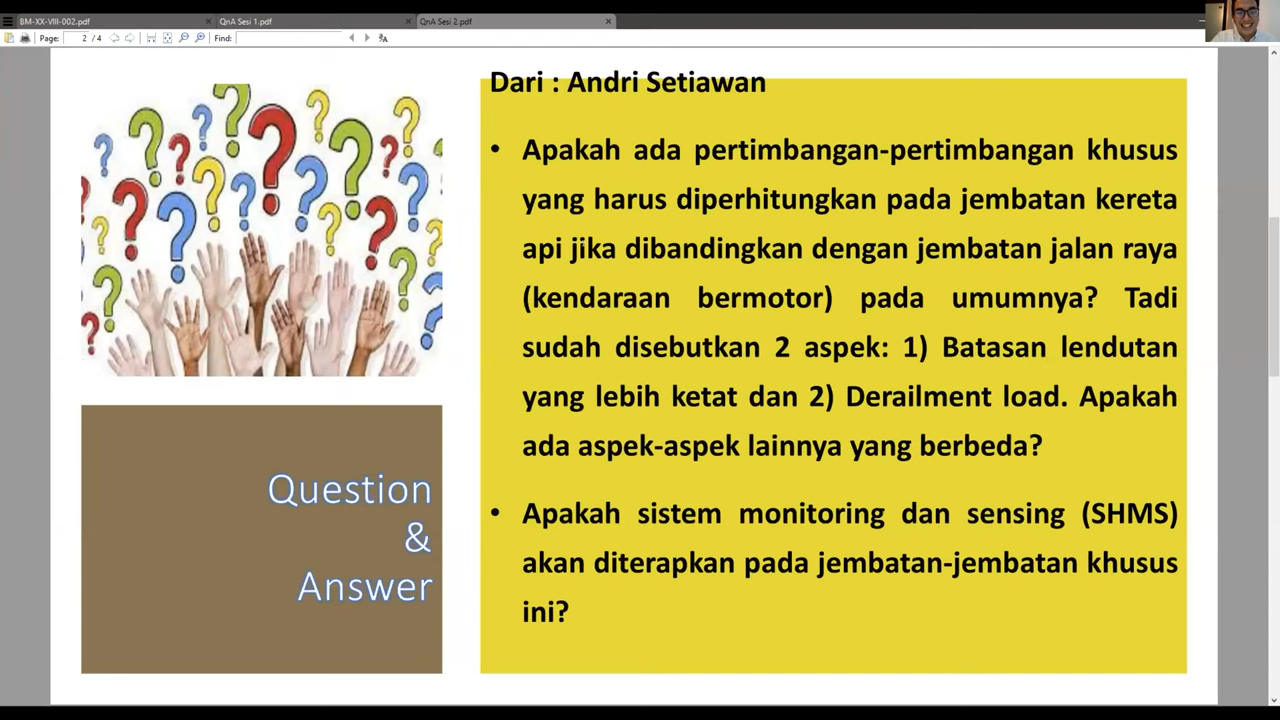 BM-XX-VIII-002.pdf
QnA Sesi 1.pdf
QnA Sesi 2.pdf
Page: 2 / 4
Find:
Dari : Andri Setiawan
• Apakah ada pertimbangan-pertimbangan khusus
yang harus diperhitungkan pada jembatan kereta
api jika dibandingkan dengan jembatan jalan raya
(kendaraan bermotor) pada umumnya? Tadi
sudah disebutkan 2 aspek: 1) Batasan lendutan
yang lebih ketat dan 2) Derailment load. Apakah
ada aspek-aspek lainnya yang berbeda?
• Apakah sistem monitoring dan sensing (SHMS)
akan diterapkan pada jembatan-jembatan khusus
ini?
Question
&
Answer